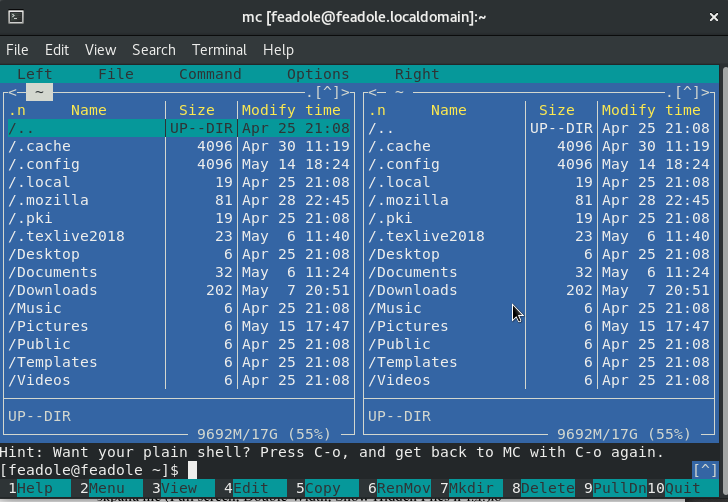 mc [feadole@feadole.localdomain]:~
File Edit View Search Terminal Help
Left File Command Options Right
<─ ~ ─.[^]>
<─ ~ ─.[^]>
.n Name Size Modify time
.n Name Size Modify time
/.. UP--DIR Apr 25 21:08
/.. UP--DIR Apr 25 21:08
/.cache 4096 Apr 30 11:19
/.cache 4096 Apr 30 11:19
/.config 4096 May 14 18:24
/.config 4096 May 14 18:24
/.local 19 Apr 25 21:08
/.local 19 Apr 25 21:08
/.mozilla 81 Apr 28 22:45
/.mozilla 81 Apr 28 22:45
/.pki 19 Apr 25 21:08
/.pki 19 Apr 25 21:08
/.texlive2018 23 May 6 11:40
/.texlive2018 23 May 6 11:40
/Desktop 6 Apr 25 21:08
/Desktop 6 Apr 25 21:08
/Documents 32 May 6 11:24
/Documents 32 May 6 11:24
/Downloads 202 May 7 20:51
/Downloads 202 May 7 20:51
/Music 6 Apr 25 21:08
/Music 6 Apr 25 21:08
/Pictures 6 May 15 17:47
/Pictures 6 May 15 17:47
/Public 6 Apr 25 21:08
/Public 6 Apr 25 21:08
/Templates 6 Apr 25 21:08
/Templates 6 Apr 25 21:08
/Videos 6 Apr 25 21:08
/Videos 6 Apr 25 21:08
UP--DIR
UP--DIR
9692M/17G (55%)
9692M/17G (55%)
Hint: Want your plain shell? Press C-o, and get back to MC with C-o again.
[feadole@feadole ~]$ [^]
1Help 2Menu 3View 4Edit 5Copy 6RenMov 7Mkdir 8Delete 9PullDn 10Quit